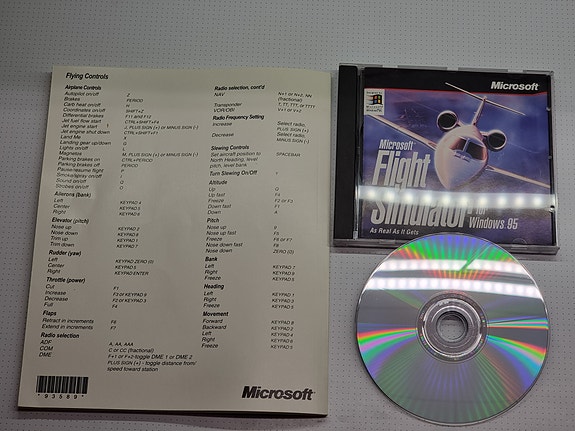 Flying Controls
Airplane Controls
Autopilot on/off Z
Brakes PERIOD
Carb heat on/off H
Coordinates on/off SHIFT+Z
Differential brakes F11 and F12
Jet fuel flow start CTRL+SHIFT+F4
Jet engine start J, PLUS SIGN (+) or MINUS SIGN (-)
Jet engine shut down CTRL+SHIFT+F1
Land Me X
Landing gear up/down G
Lights on/off L
Magnetos M, PLUS SIGN (+) or MINUS SIGN (-)
Parking brakes on CTRL+PERIOD
Parking brakes off PERIOD
Pause/resume flight P
Smoke/spray on/off I
Sound on/off Q
Strobes on/off O
Ailerons (bank)
Left KEYPAD 4
Center KEYPAD 5
Right KEYPAD 6
Elevator (pitch)
Nose up KEYPAD 2
Nose down KEYPAD 8
Trim up KEYPAD 1
Trim down KEYPAD 7
Rudder (yaw)
Left KEYPAD ZERO (0)
Center KEYPAD 5
Right KEYPAD ENTER
Throttle (power)
Cut F1
Increase F3 or KEYPAD 9
Decrease F2 or KEYPAD 3
Full F4
Flaps
Retract in increments F6
Extend in increments F7
Radio selection
ADF A, AA, AAA
COM C or CC (fractional)
DME F+1 or F+2-toggle DME 1 or DME 2
PLUS SIGN (+) - toggle distance from/
speed toward station
*93589*
Radio selection, cont'd
NAV N+1 or N+2, NN
(fractional)
Transponder T, TT, TTT, or TTTT
VOR/OBI V+1 or V+2
Radio Frequency Setting
Increase Select radio,
PLUS SIGN (+)
Decrease Select radio,
MINUS SIGN (-)
Slewing Controls
Set aircraft position to SPACEBAR
North Heading, level
pitch, level bank
Turn Slewing On/Off Y
Altitude
Up Q
Up fast F4
Freeze F2 or F3
Down fast F1
Down A
Pitch
Nose up 9
Nose up fast F5
Freeze F6 or F7
Nose down fast F8
Nose down ZERO (0)
Bank
Left KEYPAD 7
Right KEYPAD 9
Freeze KEYPAD 5
Heading
Left KEYPAD 1
Right KEYPAD 3
Freeze KEYPAD 5
Movement
Forward KEYPAD 8
Backward KEYPAD 2
Left KEYPAD 4
Right KEYPAD 6
Freeze KEYPAD 5
Microsoft
Microsoft
Microsoft
Flight
Simulator for
Windows 95
As Real As It Gets